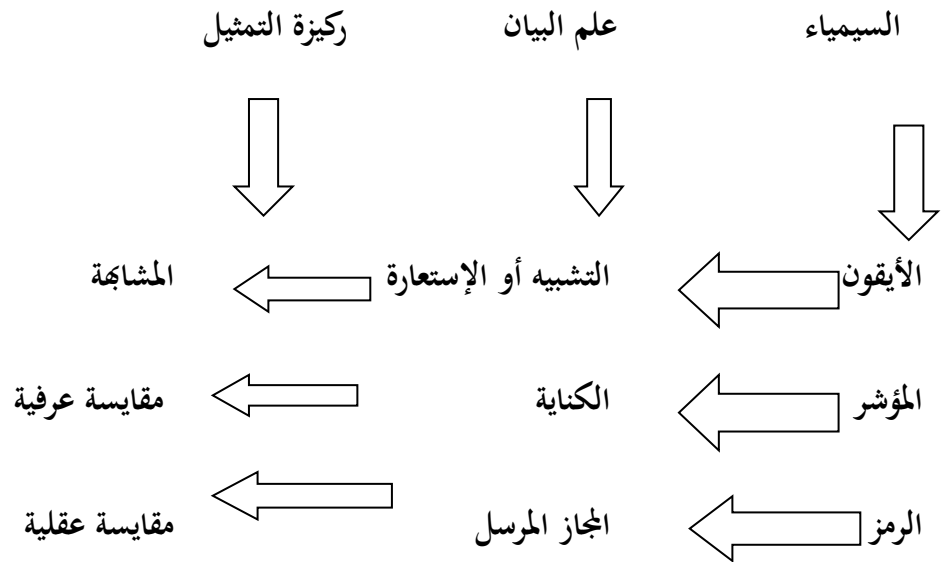 السيمياء علم البيان ركيزة التمثيل
الأيقون التشبيه أو الإستعارة المشابهة
المؤشر الكناية مقايسة عرفية
الرمز المجاز المرسل مقايسة عقلية